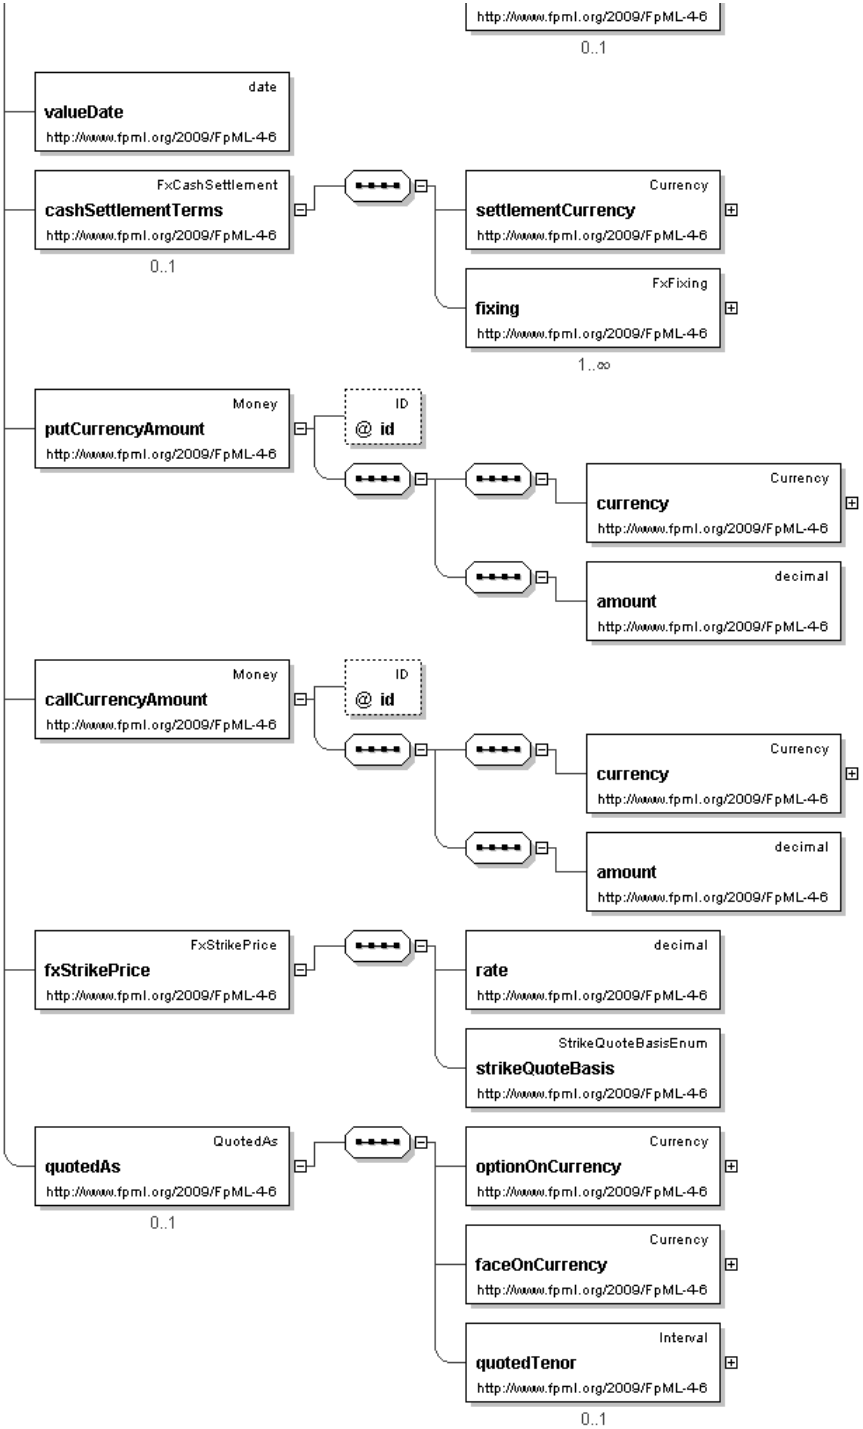 http://www.fpml.org/2009/FpML-4-6
0..1
date
valueDate
http://www.fpml.org/2009/FpML-4-6
FxCashSettlement
cashSettlementTerms
http://www.fpml.org/2009/FpML-4-6
0..1
Currency
settlementCurrency
http://www.fpml.org/2009/FpML-4-6
FxFixing
fixing
http://www.fpml.org/2009/FpML-4-6
1..∞
Money
putCurrencyAmount
http://www.fpml.org/2009/FpML-4-6
ID
@ id
Currency
currency
http://www.fpml.org/2009/FpML-4-6
decimal
amount
http://www.fpml.org/2009/FpML-4-6
Money
callCurrencyAmount
http://www.fpml.org/2009/FpML-4-6
ID
@ id
Currency
currency
http://www.fpml.org/2009/FpML-4-6
decimal
amount
http://www.fpml.org/2009/FpML-4-6
FxStrikePrice
fxStrikePrice
http://www.fpml.org/2009/FpML-4-6
decimal
rate
http://www.fpml.org/2009/FpML-4-6
StrikeQuoteBasisEnum
strikeQuoteBasis
http://www.fpml.org/2009/FpML-4-6
QuotedAs
quotedAs
http://www.fpml.org/2009/FpML-4-6
0..1
Currency
optionOnCurrency
http://www.fpml.org/2009/FpML-4-6
Currency
faceOnCurrency
http://www.fpml.org/2009/FpML-4-6
Interval
quotedTenor
http://www.fpml.org/2009/FpML-4-6
0..1